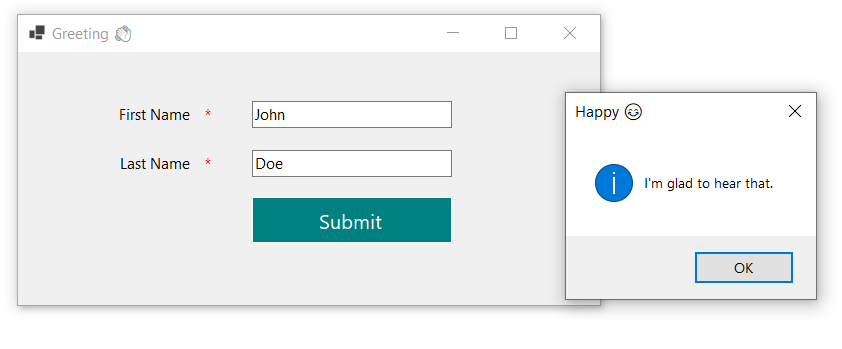 Greeting 👏
First Name *
John
Last Name *
Doe
Submit
Happy 😊
I'm glad to hear that.
OK